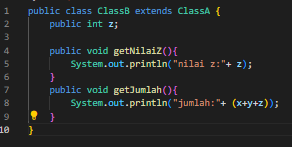 1 public class ClassB extends ClassA {
2     public int z;
3
4     public void getNilaiZ(){
5         System.out.println("nilai z:"+ z);
6     }
7     public void getJumlah(){
8         System.out.println("jumlah:"+ (x+y+z));
9     }
10 }